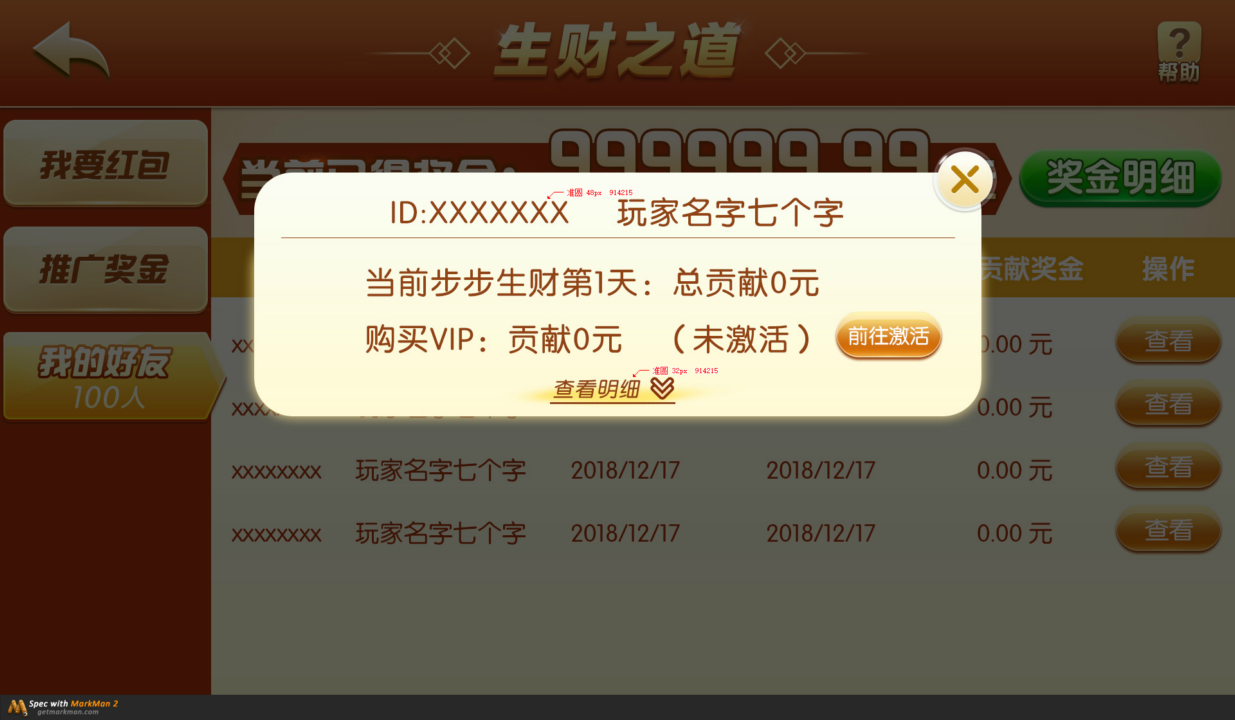 生财之道
?
帮助
我要红包
当前已得奖金:
999999.99
奖金明细
准圆 48px 914215
ID:XXXXXXX 玩家名字七个字
推广奖金
贡献奖金 操作
当前步步生财第1天：总贡献0元
购买VIP：贡献0元 （未激活） 前往激活
我的好友
100人
0.00 元 查看
准圆 32px 914215
查看明细
0.00 元 查看
xxxxxxxx 玩家名字七个字 2018/12/17 2018/12/17 0.00 元 查看
xxxxxxxx 玩家名字七个字 2018/12/17 2018/12/17 0.00 元 查看
Spec with MarkMan 2
getmarkman.com